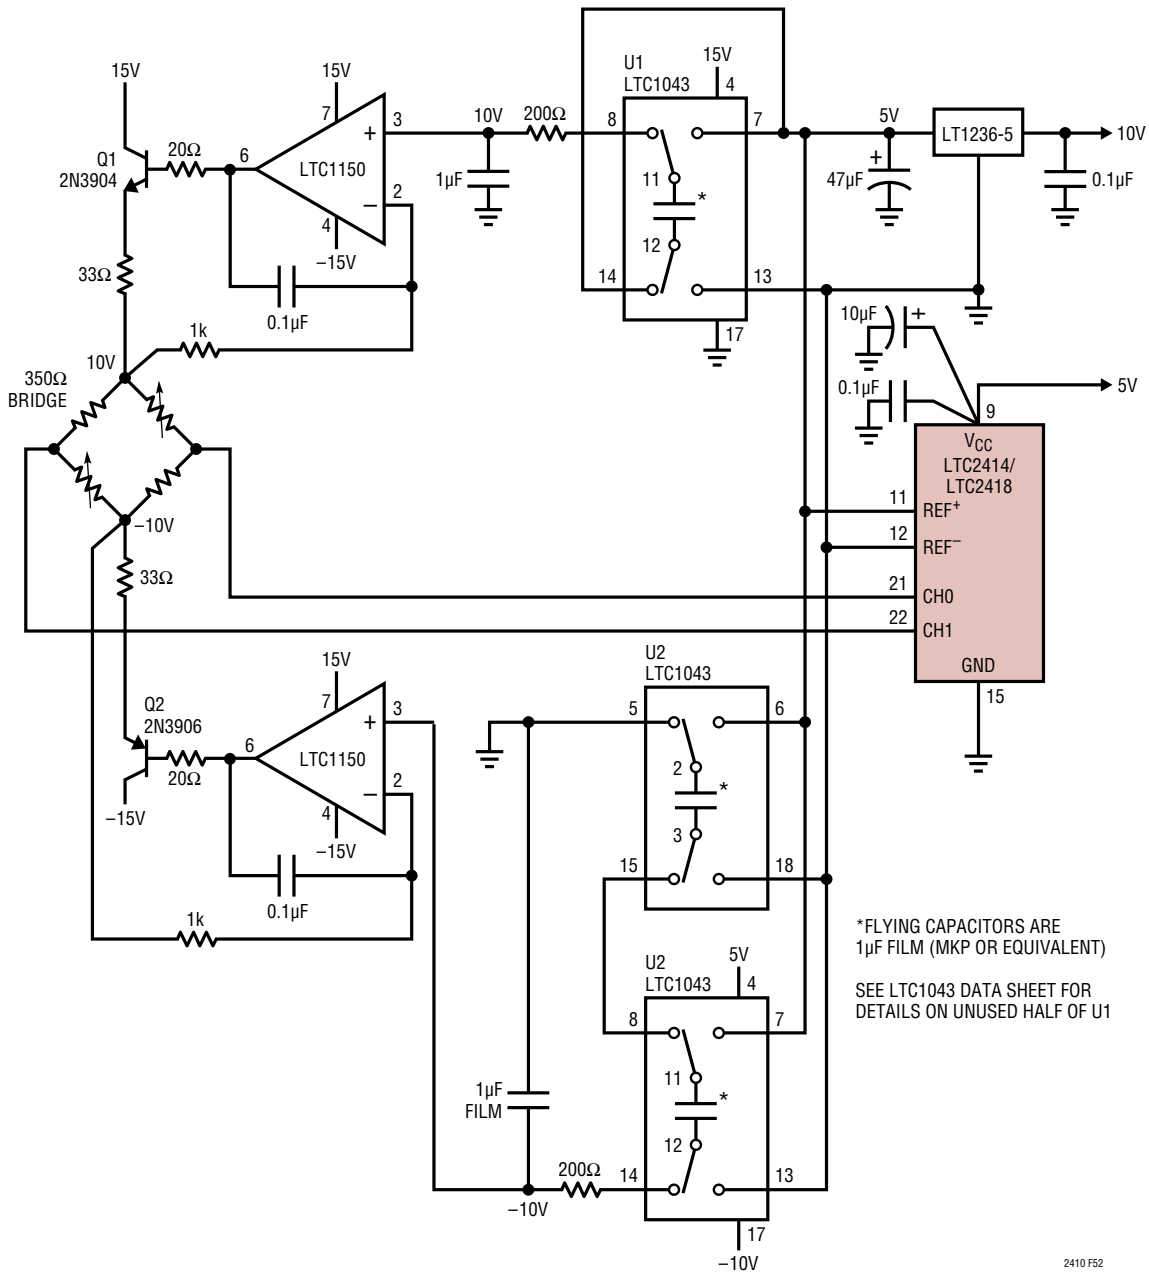 U1
LTC1043
15V
4
15V
15V
7
3
+
10V
200Ω
8
7
5V
LT1236-5
10V
Q1
2N3904
20Ω
6
LTC1150
1µF
11
*
+
47µF
0.1µF
2
–
4
–15V
12
33Ω
0.1µF
14
13
17
1k
10µF
+
350Ω
BRIDGE
10V
0.1µF
5V
9
VCC
LTC2414/
LTC2418
–10V
11
REF+
12
REF–
33Ω
21
CH0
22
CH1
GND
15
15V
U2
LTC1043
Q2
2N3906
7
3
+
5
6
20Ω
6
LTC1150
2
*
2
–
3
–15V
4
–15V
15
18
0.1µF
1k
*FLYING CAPACITORS ARE
1µF FILM (MKP OR EQUIVALENT)
SEE LTC1043 DATA SHEET FOR
DETAILS ON UNUSED HALF OF U1
U2
LTC1043
5V
4
8
7
11
*
1µF
FILM
12
200Ω
14
13
–10V
17
–10V
2410 F52